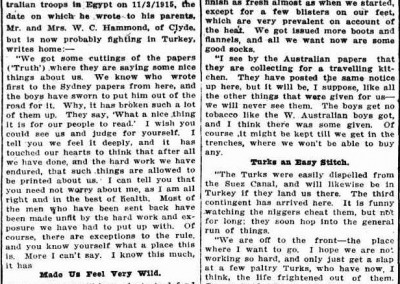 tralian troops in Egypt on 11/3/1915, the
date on which he wrote to his parents,
Mr. and Mrs. W. C. Hammond, of Clyde,
but is now probably fighting in Turkey,
writes home:—
"We got some cuttings of the papers
('Truth') where they are saying some nice
things about us. We know who wrote
first to the Sydney papers from here, and
the boys have sworn to put him out of the
road for it. Why, it has broken such a lot
of them up. They say, 'What a nice thing
it is for our people to read.' I wish you
could see us and judge for yourself. I
tell you we feel it deeply, and it has
touched our hearts to think that after all
we have done, and the hard work we have
endured, that such things are allowed to
be printed about us. I can tell you that
you need not worry about me, as I am all
right and in the best of Health. Most
of the men who have been sent back have
been made unfit by the hard work and ex-
posure we have had to put up with. Of
course, there are exceptions to the rule,
and you know yourself what a place this
is. More I can't say. I know this much,
it has
Made Us Feel Very Wild.
finish as fresh almost as when we started,
except for a few blisters on our feet,
which are very prevalent on account of
the heat. We got issued more boots and
flannels, and all we want now are some
good socks.
"I see by the Australian papers that
they are collecting for a travelling kit-
chen. They have posted the same notice
up here, but it will be, I suppose, like all
the other things that were given for us—
we will never see them. The boys get no
tobacco like the W. Australian boys got,
and I think there was some given. Of
course it might be kept till we get in the
trenches, where we won't be able to buy
any.
Turks an Easy Stitch.
"The Turks were easily dispelled from
the Suez Canal, and will likewise be in
Turkey if they land us there. The third
contingent has arrived here. It is funny
watching the niggers cheat them, but not
for long; they soon hop into the general
run of things.
"We are off to the front—the place
where I want to go. I hope we are not
working so hard, and only just get a slap
at a few paltry Turks, who have now, I
think, the life frightened out of them.